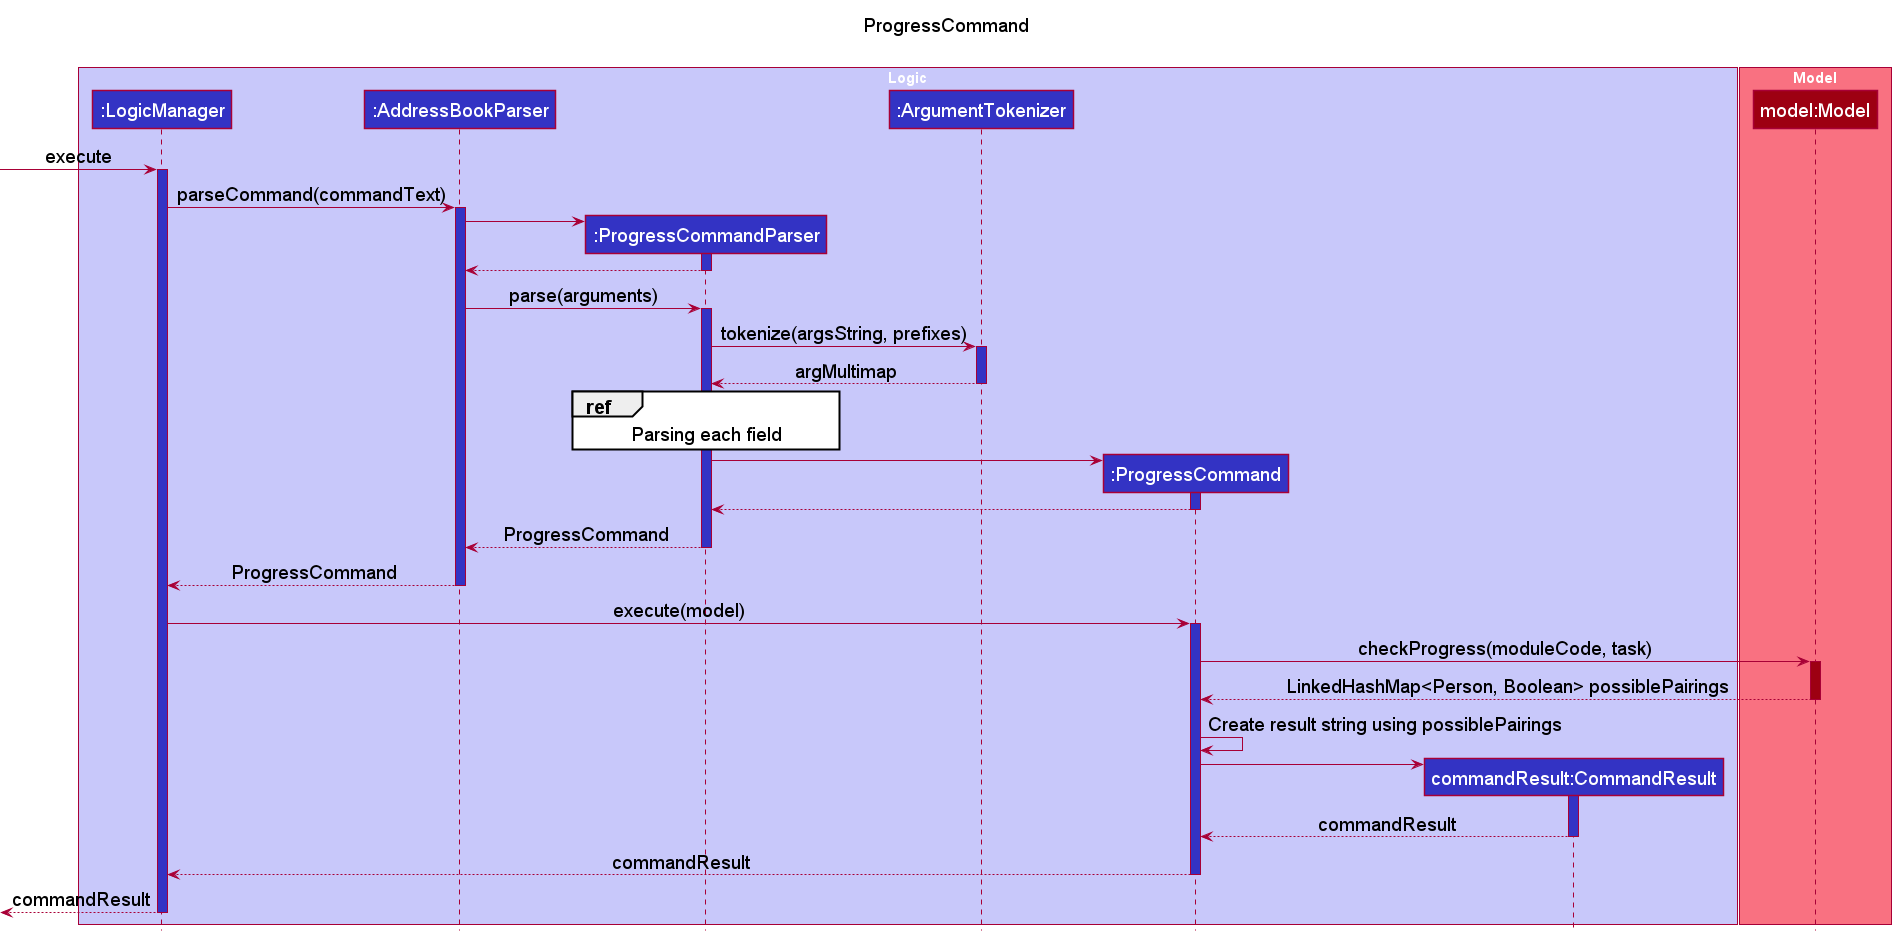 ProgressCommand
Logic
Model
:LogicManager
:AddressBookParser
:ArgumentTokenizer
model:Model
execute
parseCommand(commandText)
:ProgressCommandParser
parse(arguments)
tokenize(argsString, prefixes)
argMultimap
ref
Parsing each field
:ProgressCommand
ProgressCommand
ProgressCommand
execute(model)
checkProgress(moduleCode, task)
LinkedHashMap<Person, Boolean> possiblePairings
Create result string using possiblePairings
commandResult:CommandResult
commandResult
commandResult
commandResult